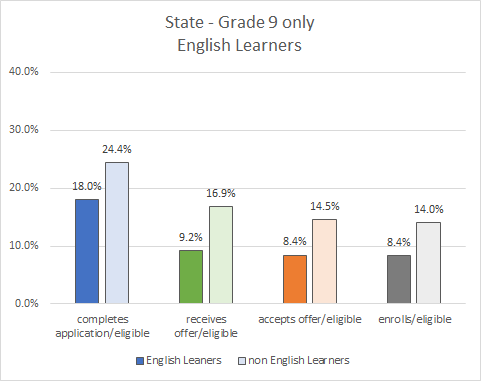 State - Grade 9 only
English Learners
40.0%
30.0%
20.0%
10.0%
0.0%
18.0%
24.4%
9.2%
16.9%
8.4%
14.5%
8.4%
14.0%
completes
application/eligible
receives
offer/eligible
accepts offer/eligible
enrolls/eligible
English Leaners
non English Learners